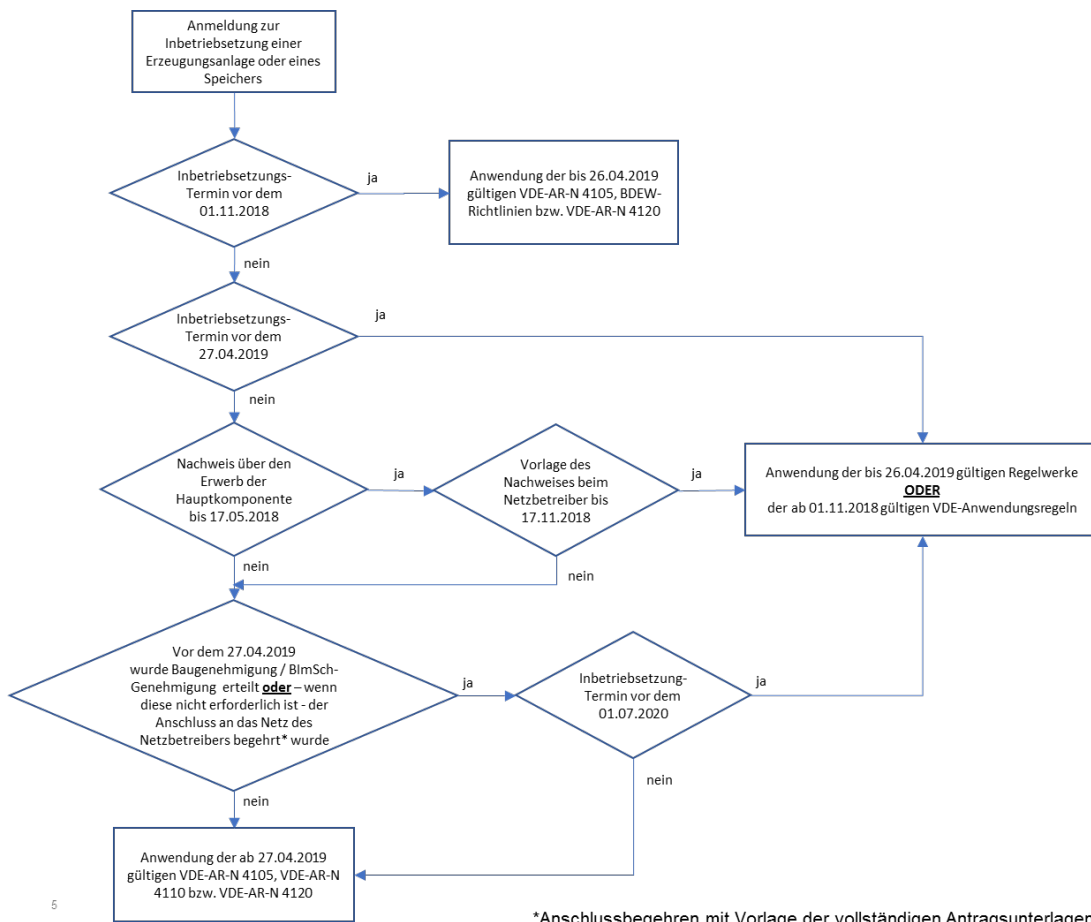 Anmeldung zur
Inbetriebsetzung einer
Erzeugungsanlage oder eines
Speichers
Inbetriebsetzungs-
Termin vor dem
01.11.2018
ja
Anwendung der bis 26.04.2019
gültigen VDE-AR-N 4105, BDEW-
Richtlinien bzw. VDE-AR-N 4120
nein
Inbetriebsetzungs-
Termin vor dem
27.04.2019
ja
nein
Nachweis über den
Erwerb der
Hauptkomponente
bis 17.05.2018
ja
Vorlage des
Nachweises beim
Netzbetreiber bis
17.11.2018
ja
Anwendung der bis 26.04.2019 gültigen Regelwerke
ODER
der ab 01.11.2018 gültigen VDE-Anwendungsregeln
nein
nein
Vor dem 27.04.2019
wurde Baugenehmigung / BImSch-
Genehmigung erteilt oder – wenn
diese nicht erforderlich ist - der
Anschluss an das Netz des
Netzbetreibers begehrt* wurde
ja
Inbetriebsetzung-
Termin vor dem
01.07.2020
ja
nein
nein
Anwendung der ab 27.04.2019
gültigen VDE-AR-N 4105, VDE-AR-N
4110 bzw. VDE-AR-N 4120
5
*Anschlussbegehren mit Vorlage der vollständigen Antragsunterlagen